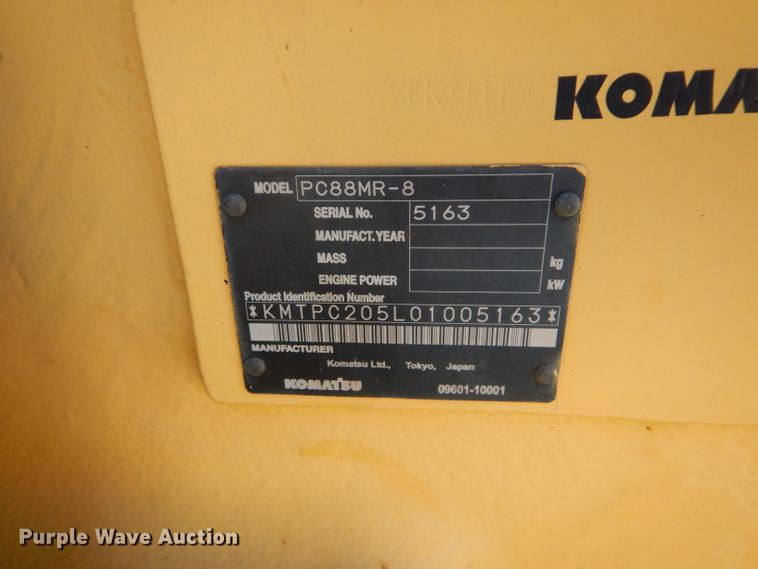 *KMTPC
KOMA
MODEL PC88MR-8
SERIAL No. 5163
MANUFACT.YEAR
MASS kg
ENGINE POWER kW
Product Identification Number
*KMTPC205L01005163*
MANUFACTURER
Komatsu Ltd., Tokyo, Japan
KOMATSU 09601-10001
Purple Wave Auction